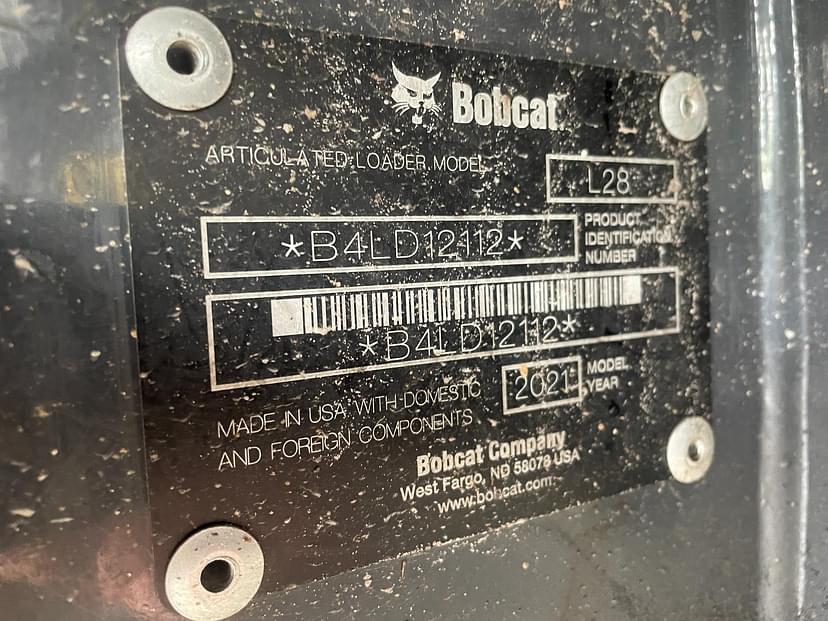 Bobcat
ARTICULATED LOADER MODEL
L28
*B4LD12112*
PRODUCT
IDENTIFICATION
NUMBER
*B4LD12112*
2021
MODEL
YEAR
MADE IN USA WITH DOMESTIC
AND FOREIGN COMPONENTS
Bobcat Company
West Fargo, ND 58078 USA
www.bobcat.com